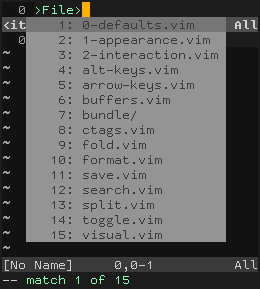 0 >File>
<it All
1: 0-defaults.vim
0 2: 1-appearance.vim
~ 3: 2-interaction.vim
~ 4: alt-keys.vim
~ 5: arrow-keys.vim
~ 6: buffers.vim
~ 7: bundle/
~ 8: ctags.vim
~ 9: fold.vim
~ 10: format.vim
~ 11: save.vim
~ 12: search.vim
~ 13: split.vim
~ 14: toggle.vim
~ 15: visual.vim
~
[No Name] 0,0-1 All
-- match 1 of 15